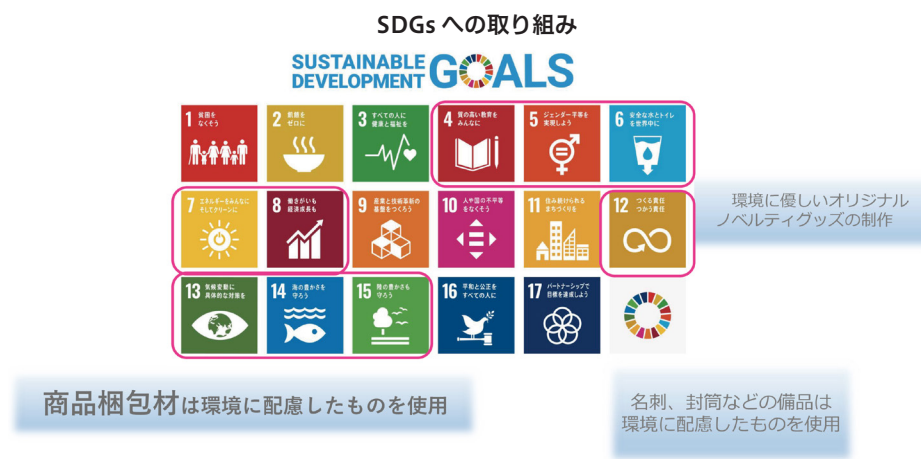 SDGs への取り組み
SUSTAINABLE
DEVELOPMENT
GOALS
1 貧困を
なくそう
2 飢餓を
ゼロに
3 すべての人に
健康と福祉を
4 質の高い教育を
みんなに
5 ジェンダー平等を
実現しよう
6 安全な水とトイレ
を世界中に
7 エネルギーをみんなに
そしてクリーンに
8 働きがいも
経済成長も
9 産業と技術革新の
基盤をつくろう
10 人や国の不平等
をなくそう
11 住み続けられる
まちづくりを
12 つくる責任
つかう責任
環境に優しいオリジナル
ノベルティグッズの制作
13 気候変動に
具体的な対策を
14 海の豊かさを
守ろう
15 陸の豊かさも
守ろう
16 平和と公正を
すべての人に
17 パートナーシップで
目標を達成しよう
商品梱包材は環境に配慮したものを使用
名刺、封筒などの備品は
環境に配慮したものを使用